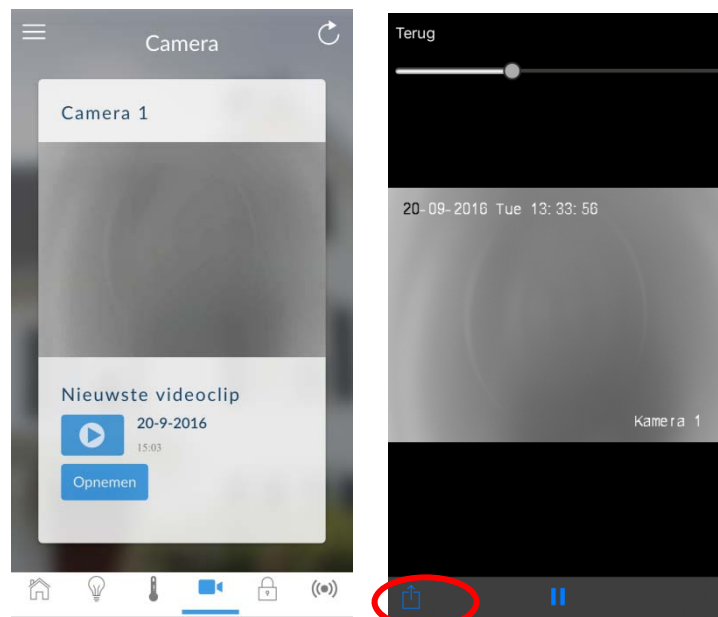 Camera
Camera 1
Nieuwste videoclip
20-9-2016
15:03
Opnemen
Terug
20-09-2016 Tue 13:33:56
Kamera 1